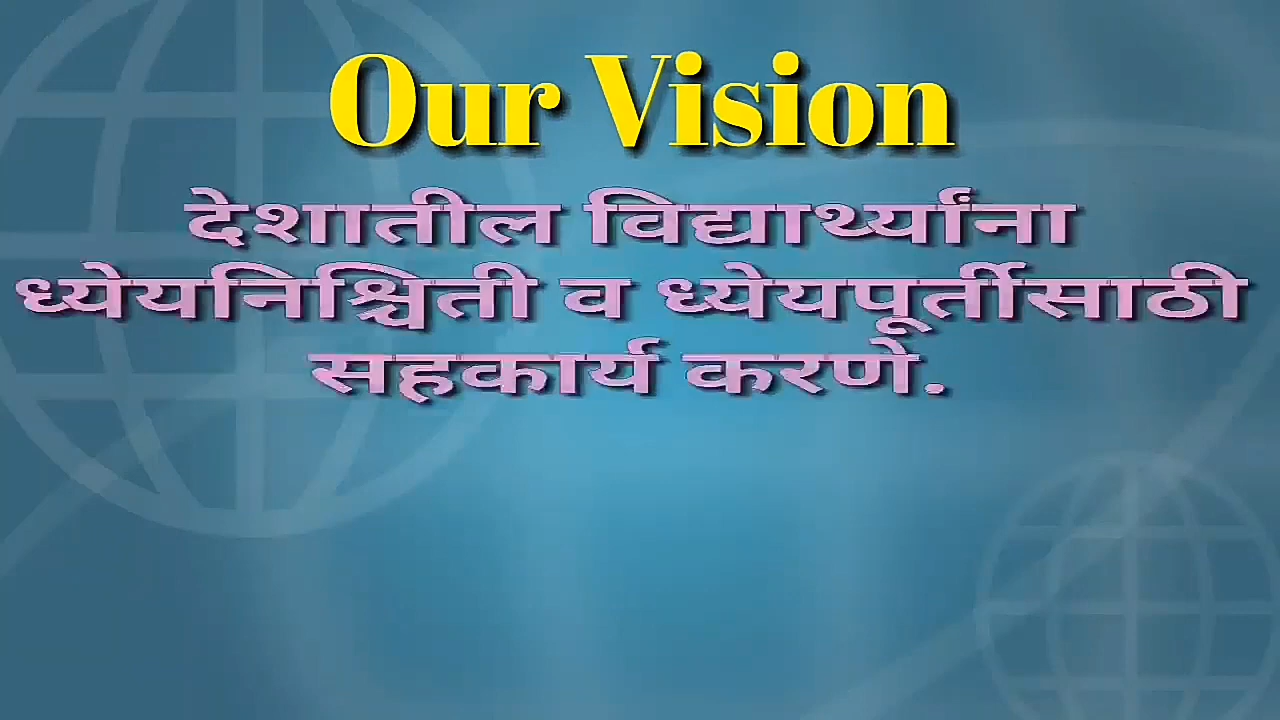 Our Vision
देशातील विद्यार्थ्यांना
ध्येयनिश्चिती व ध्येयपूर्तीसाठी
सहकार्य करणे.